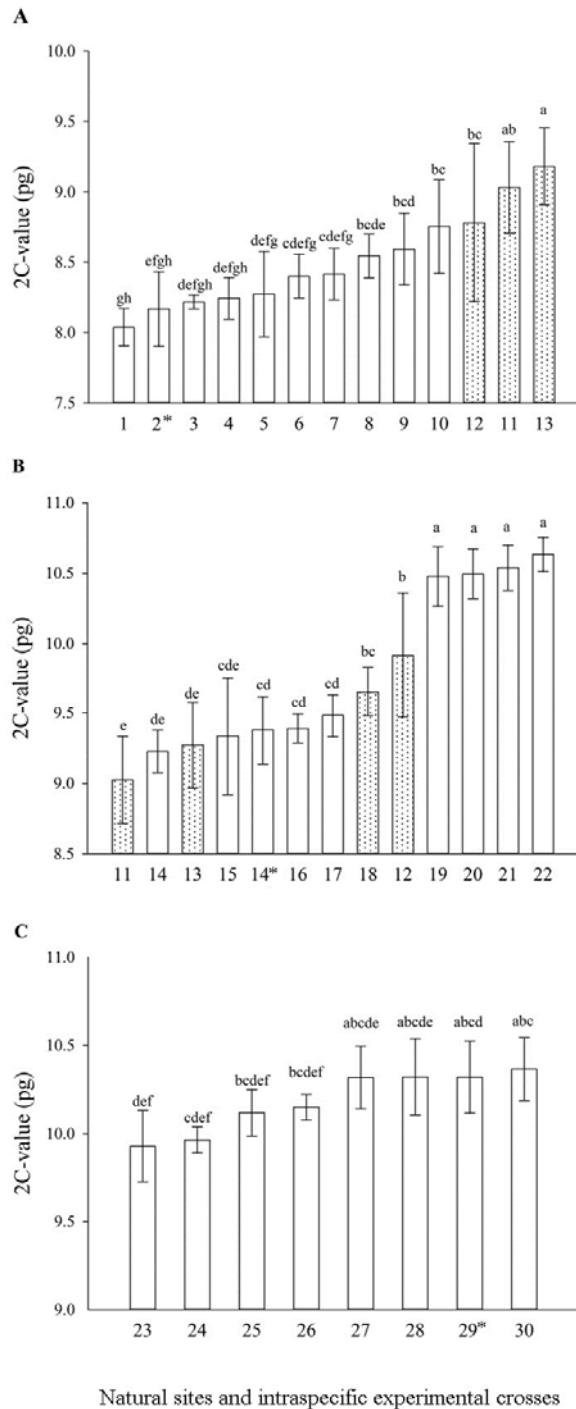 A
10.0
a
9.5
ab
bc
bc
9.0
bcd
bcde
cdefg
cdefg
defg
8.5
efgh
defgh
defgh
gh
8.0
7.5
2C-value (pg)
1 2* 3 4 5 6 7 8 9 10 12 11 13
B
11.0
a a a a
10.5
b
10.0
bc
cde
cd cd cd
9.5
e de de
9.0
8.5
2C-value (pg)
11 14 13 15 14* 16 17 18 12 19 20 21 22
C
11.0
abcde abcde abcd abc
10.5
bcdef bcdef
def cdef
10.0
9.5
9.0
2C-value (pg)
23 24 25 26 27 28 29* 30
Natural sites and intraspecific experimental crosses